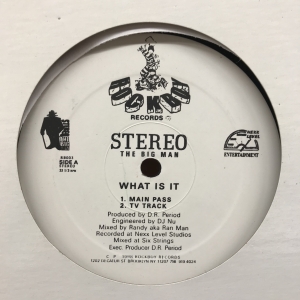 RECORDS
STEREO
THE BIG MAN
SIDE A
STEREO
ENTERTAINMENT
WHAT IS IT
1. MAIN PASS
2. TV TRACK
Produced by D.R. Period
Engineered by DJ Nu
Mixed by Randy aka Ran Man
Recorded at Nexx Level Studios
Mixed at Six Strings
Exec. Producer D.R. Period